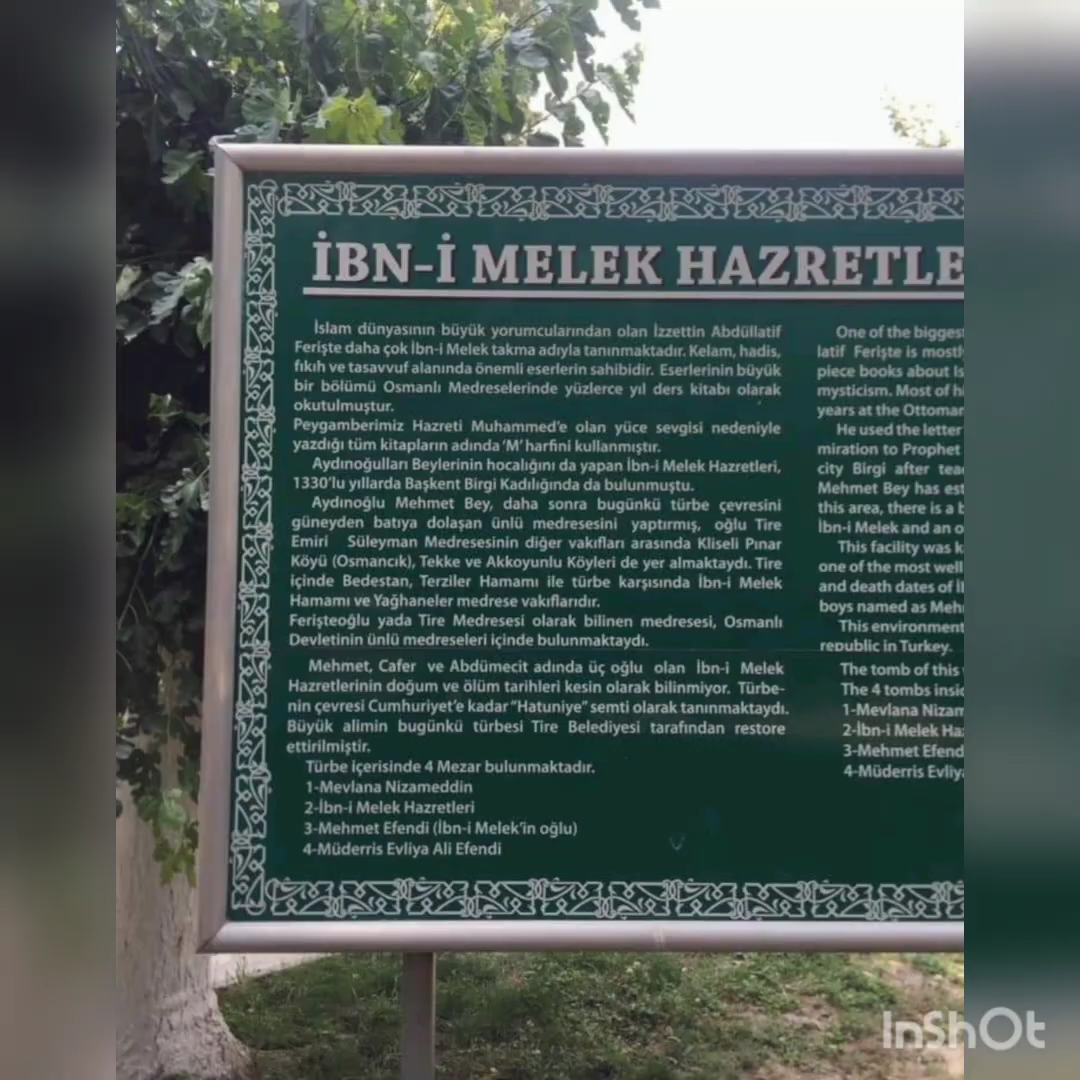 İBN-İ MELEK HAZRETLE
İslam dünyasının büyük yorumcularından olan İzzettin Abdüllatif
Ferişte daha çok İbn-i Melek takma adıyla tanınmaktadır. Kelam, hadis,
fıkıh ve tasavvuf alanında önemli eserlerin sahibidir. Eserlerinin büyük
bir bölümü Osmanlı Medreselerinde yüzlerce yıl ders kitabı olarak
okutulmuştur.
Peygamberimiz Hazreti Muhammed'e olan yüce sevgisi nedeniyle
yazdığı tüm kitapların adında 'M' harfini kullanmıştır.
Aydınoğulları Beylerinin hocalığını da yapan İbn-i Melek Hazretleri,
1330'lu yıllarda Başkent Birgi Kadılığında da bulunmuştu.
Aydınoğlu Mehmet Bey, daha sonra bugünkü türbe çevresini
güneyden batıya dolaşan ünlü medresesini yaptırmış, oğlu Tire
Emiri Süleyman Medresesinin diğer vakıfları arasında Kliseli Pınar
Köyü (Osmancık), Tekke ve Akkoyunlu Köyleri de yer almaktaydı. Tire
içinde Bedestan, Terziler Hamamı ile türbe karşısında İbn-i Melek
Hamamı ve Yağhaneler medrese vakıflarıdır.
Ferişteoğlu yada Tire Medresesi olarak bilinen medresesi, Osmanlı
Devletinin ünlü medreseleri içinde bulunmaktaydı.
Mehmet, Cafer ve Abdümecit adında üç oğlu olan İbn-i Melek
Hazretlerinin doğum ve ölüm tarihleri kesin olarak bilinmiyor. Türbe-
nin çevresi Cumhuriyet'e kadar "Hatuniye" semti olarak tanınmaktaydı.
Büyük alimin bugünkü türbesi Tire Belediyesi tarafından restore
ettirilmiştir.
Türbe içerisinde 4 Mezar bulunmaktadır.
1-Mevlana Nizameddin
2-İbn-i Melek Hazretleri
3-Mehmet Efendi (İbn-i Melek'in oğlu)
4-Müderris Evliya Ali Efendi
One of the biggest
latif Ferişte is mostly
piece books about Is
mysticism. Most of hi
years at the Ottoman
He used the letter
miration to Prophet
city Birgi after tea
Mehmet Bey has est
this area, there is a b
İbn-i Melek and an o
This facility was k
one of the most well
and death dates of İ
boys named as Meh
This environment
republic in Turkey.
The tomb of this
The 4 tombs insi
1-Mevlana Nizam
2-İbn-i Melek Ha
3-Mehmet Efend
4-Müderris Evliy
InShOt